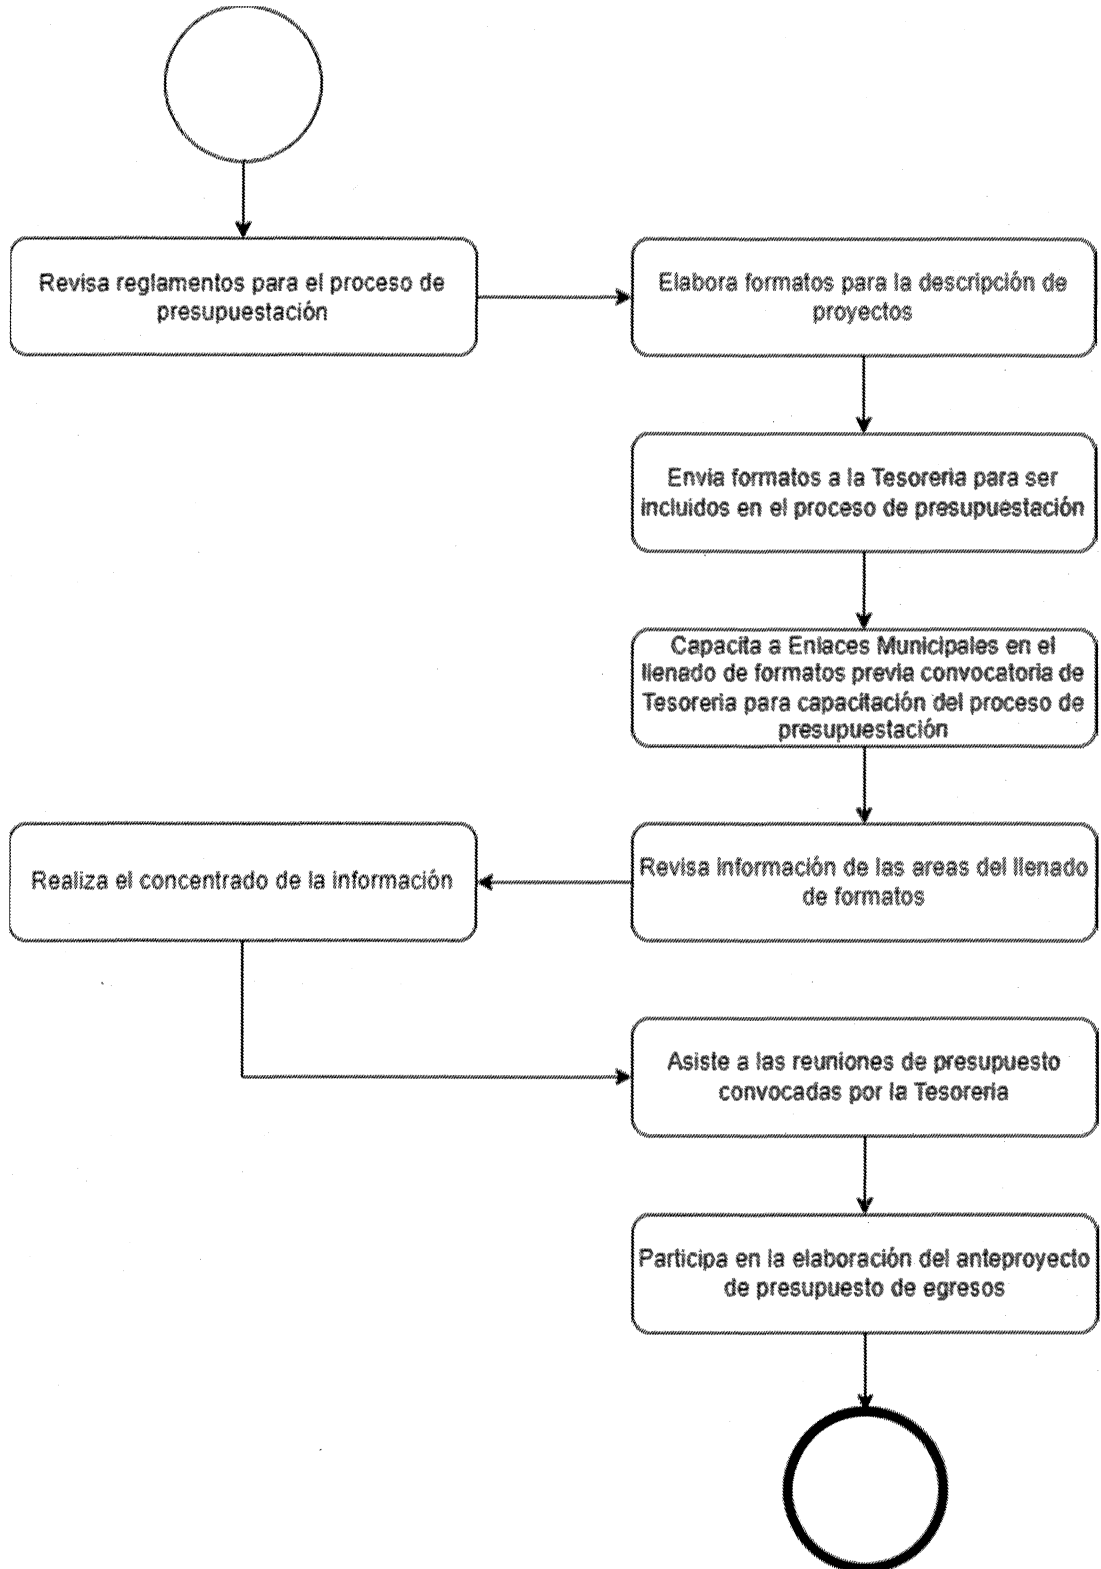 Revisa reglamentos para el proceso de
presupuestación
Elabora formatos para la descripción de
proyectos
Envia formatos a la Tesoreria para ser
incluidos en el proceso de presupuestación
Capacita a Enlaces Municipales en el
llenado de formatos previa convocatoria de
Tesoreria para capacitación del proceso de
presupuestación
Revisa información de las areas del llenado
de formatos
Realiza el concentrado de la información
Asiste a las reuniones de presupuesto
convocadas por la Tesoreria
Participa en la elaboración del anteproyecto
de presupuesto de egresos